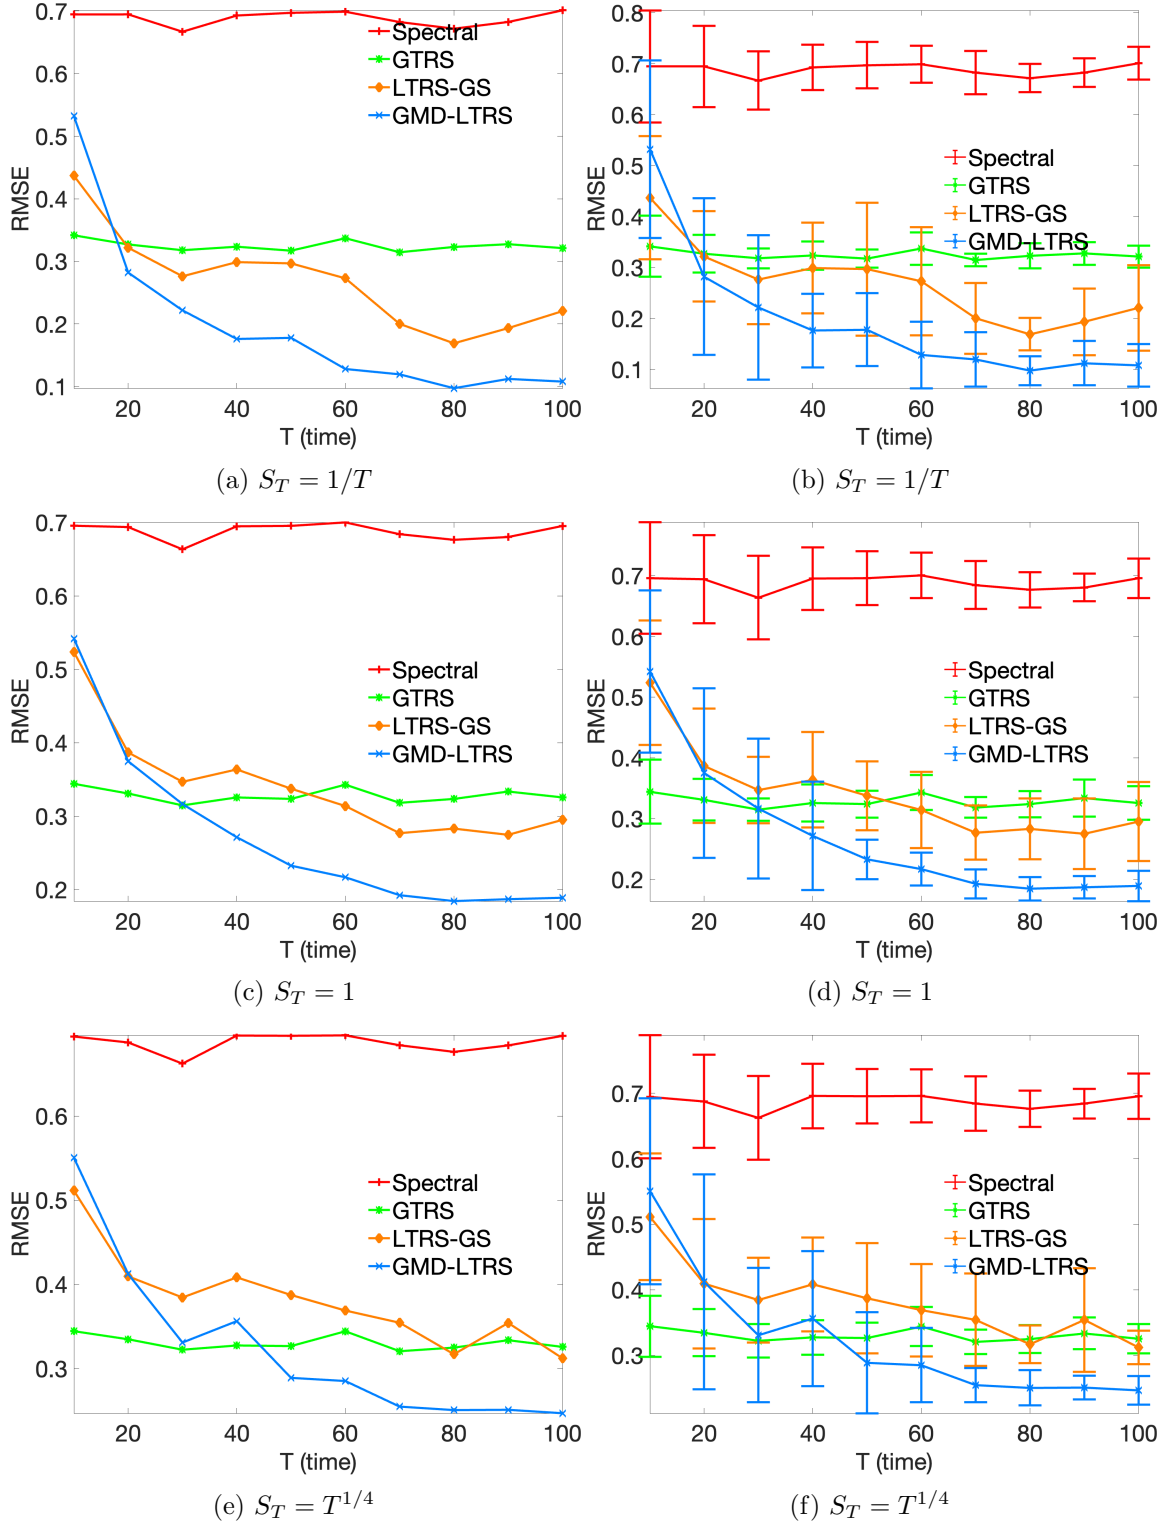 0.7
0.6
0.5
0.4
0.3
0.2
0.1
RMSE
Spectral
GTRS
LTRS-GS
GMD-LTRS
20 40 60 80 100
T (time)
(a) $S_T = 1/T$
0.8
0.7
0.6
0.5
0.4
0.3
0.2
0.1
RMSE
Spectral
GTRS
LTRS-GS
GMD-LTRS
20 40 60 80 100
T (time)
(b) $S_T = 1/T$
0.7
0.6
0.5
0.4
0.3
0.2
RMSE
Spectral
GTRS
LTRS-GS
GMD-LTRS
20 40 60 80 100
T (time)
(c) $S_T = 1$
0.7
0.6
0.5
0.4
0.3
0.2
RMSE
Spectral
GTRS
LTRS-GS
GMD-LTRS
20 40 60 80 100
T (time)
(d) $S_T = 1$
0.6
0.5
0.4
0.3
RMSE
Spectral
GTRS
LTRS-GS
GMD-LTRS
20 40 60 80 100
T (time)
(e) $S_T = T^{1/4}$
0.7
0.6
0.5
0.4
0.3
RMSE
Spectral
GTRS
LTRS-GS
GMD-LTRS
20 40 60 80 100
T (time)
(f) $S_T = T^{1/4}$